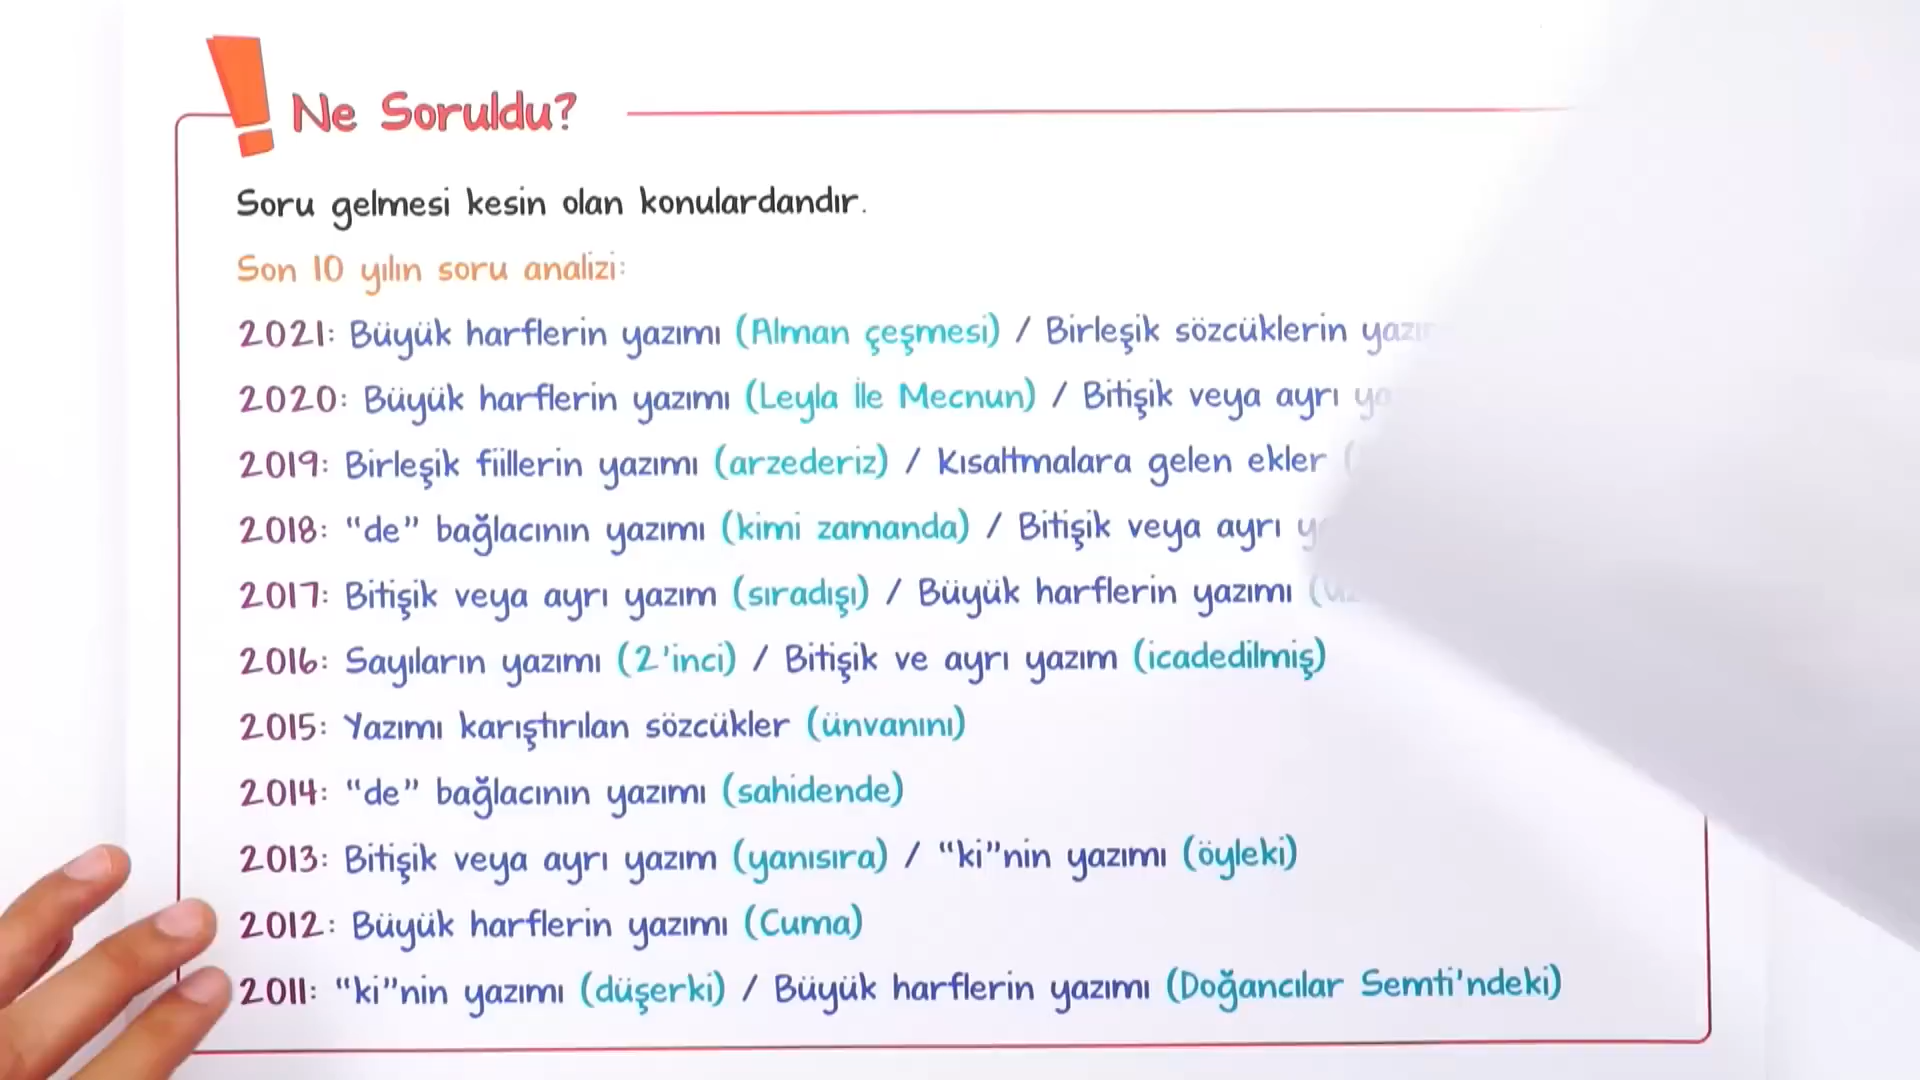 Ne Soruldu?
Soru gelmesi kesin olan konulardandır.
Son 10 yılın soru analizi:
2021: Büyük harflerin yazımı (Alman çeşmesi) / Birleşik sözcüklerin
2020: Büyük harflerin yazımı (Leyla İle Mecnun) / Bitişik veya ayrı
2019: Birleşik fiillerin yazımı (arzederiz) / Kısaltmalara gelen ekler (
2018: “de” bağlacının yazımı (kimi zamanda) / Bitişik veya ayrı
2017: Bitişik veya ayrı yazım (sıradışı) / Büyük harflerin yazımı (
2016: Sayıların yazımı (2'inci) / Bitişik ve ayrı yazım (icadedilmiş)
2015: Yazımı karıştırılan sözcükler (ünvanını)
2014: “de” bağlacının yazımı (sahidende)
2013: Bitişik veya ayrı yazım (yanısıra) / “ki”nin yazımı (öyleki)
2012: Büyük harflerin yazımı (Cuma)
2011: “ki”nin yazımı (düşerki) / Büyük harflerin yazımı (Doğancılar Semti'ndeki)